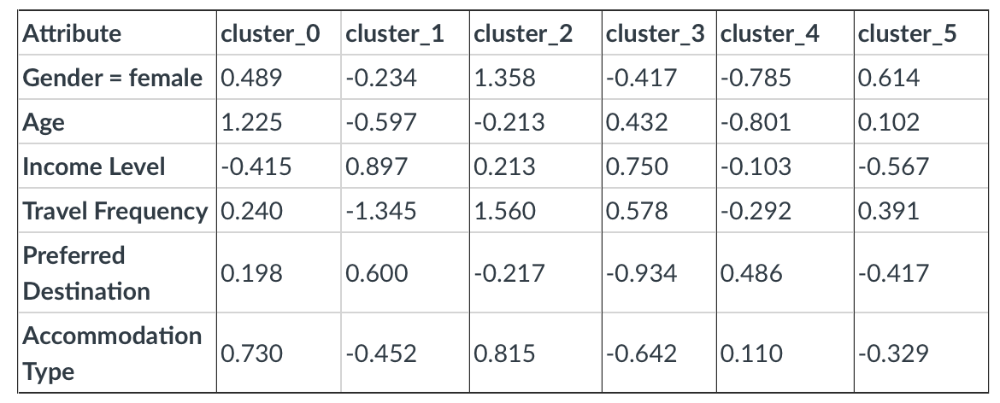 Attribute cluster_0 cluster_1 cluster_2 cluster_3 cluster_4 cluster_5
Gender = female 0.489 -0.234 1.358 -0.417 -0.785 0.614
Age 1.225 -0.597 -0.213 0.432 -0.801 0.102
Income Level -0.415 0.897 0.213 0.750 -0.103 -0.567
Travel Frequency 0.240 -1.345 1.560 0.578 -0.292 0.391
Preferred
Destination 0.198 0.600 -0.217 -0.934 0.486 -0.417
Accommodation
Type 0.730 -0.452 0.815 -0.642 0.110 -0.329